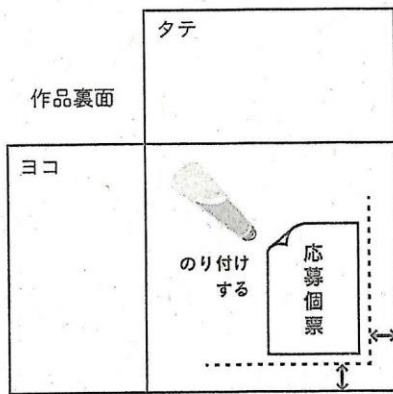 タテ
作品裏面
ヨコ
のり付け
する
応募個票